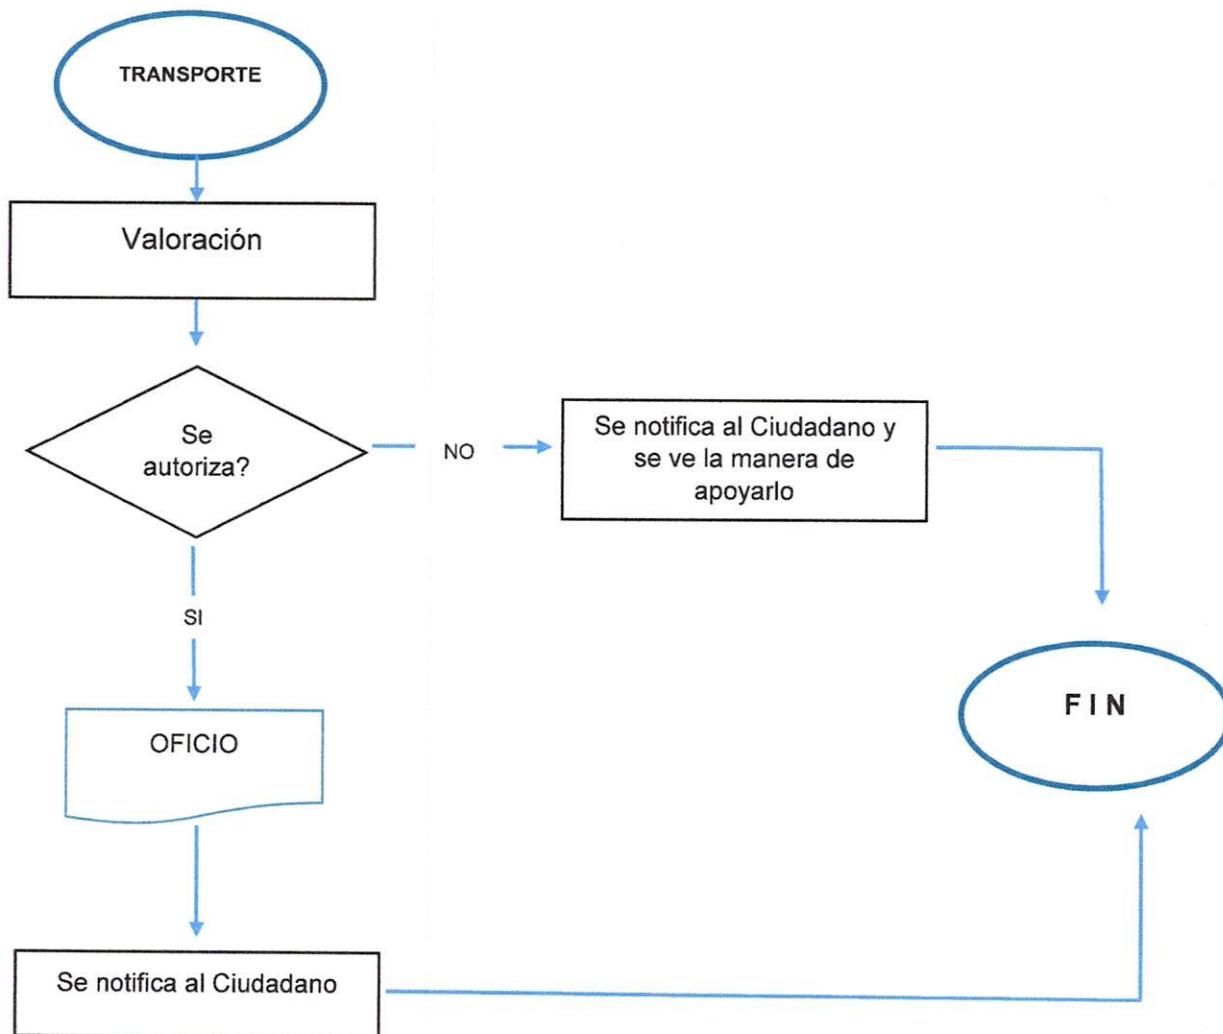 TRANSPORTE
Valoración
Se
autoriza?
NO
Se notifica al Ciudadano y
se ve la manera de
apoyarlo
SI
F I N
OFICIO
Se notifica al Ciudadano